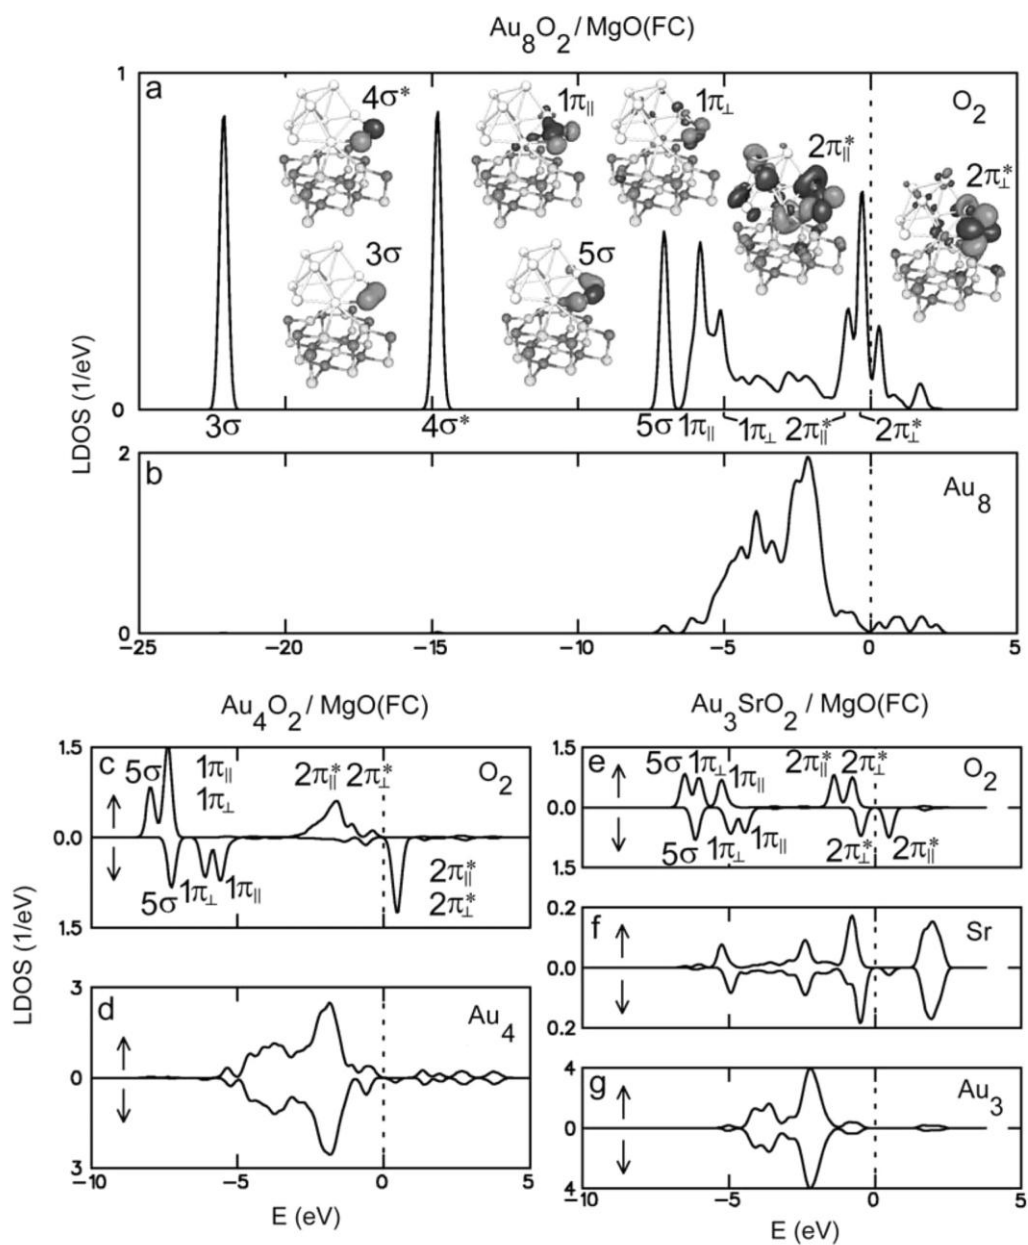 Au₈O₂ / MgO(FC)
a
O₂
1
4σ*
1π∥
1π⊥
2π∥*
2π⊥*
3σ
5σ
0
3σ
4σ*
5σ 1π∥ 1π⊥ 2π∥* 2π⊥*
LDOS (1/eV)
b
Au₈
2
0
−25 −20 −15 −10 −5 0 5
Au₄O₂ / MgO(FC)
c
O₂
1.5
5σ 1π∥
1π⊥
2π∥* 2π⊥*
0.0
↑
↓
5σ 1π⊥ 1π∥
2π∥*
2π⊥*
1.5
LDOS (1/eV)
d
Au₄
3
↑
0
↓
3
−10 −5 0 5
E (eV)
Au₃SrO₂ / MgO(FC)
e
O₂
1.5
5σ 1π⊥ 1π∥ 2π∥* 2π⊥*
↑
0.0
↓
5σ 1π⊥ 1π∥ 2π⊥* 2π∥*
1.5
f
Sr
0.2
↑
0.0
↓
0.2
g
Au₃
4
↑
0
↓
4
−10 −5 0 5
E (eV)